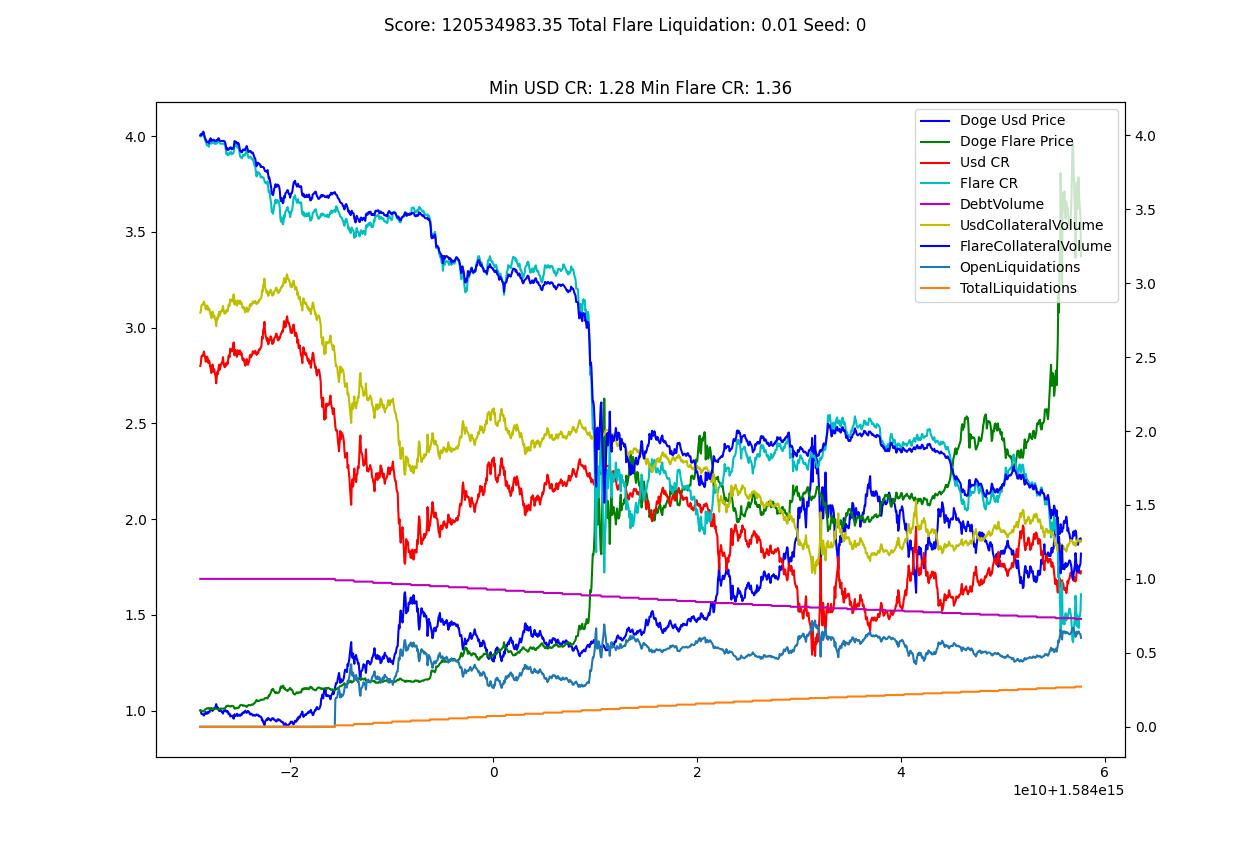 Score: 120534983.35 Total Flare Liquidation: 0.01 Seed: 0
Min USD CR: 1.28 Min Flare CR: 1.36
Doge Usd Price
Doge Flare Price
Usd CR
Flare CR
DebtVolume
UsdCollateralVolume
FlareCollateralVolume
OpenLiquidations
TotalLiquidations
4.0
3.5
3.0
2.5
2.0
1.5
1.0
4.0
3.5
3.0
2.5
2.0
1.5
1.0
0.5
0.0
−2 0 2 4 6
1e10+1.584e15